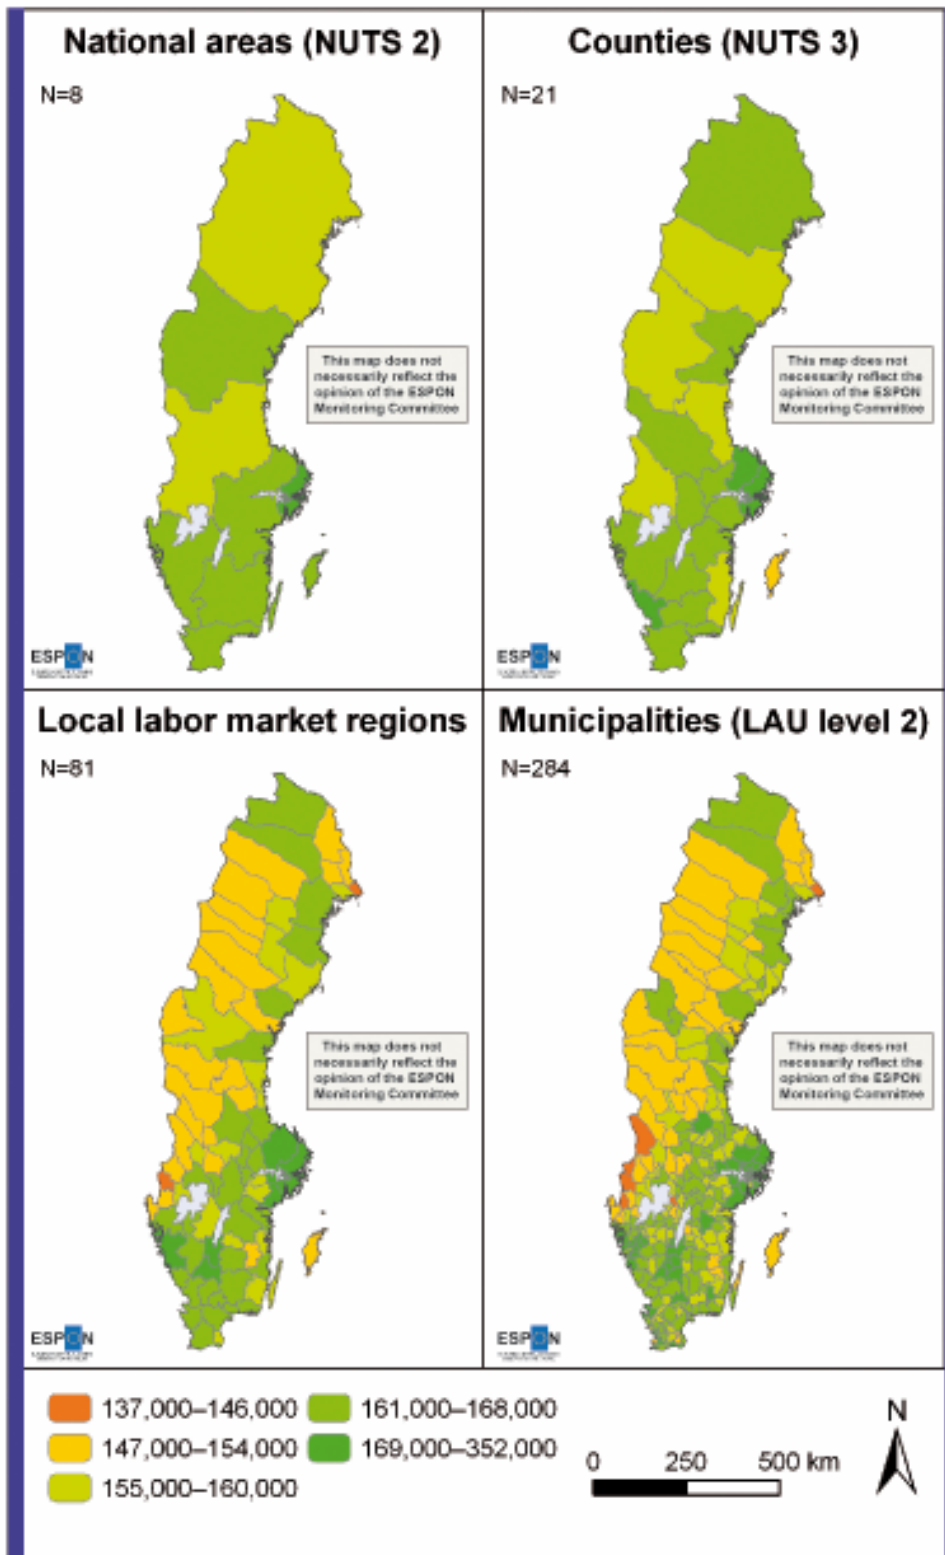 National areas (NUTS 2)
N=8
This map does not
necessarily reflect the
opinion of the ESPON
Monitoring Committee
ESPON
Counties (NUTS 3)
N=21
This map does not
necessarily reflect the
opinion of the ESPON
Monitoring Committee
ESPON
Local labor market regions
N=81
This map does not
necessarily reflect the
opinion of the ESPON
Monitoring Committee
ESPON
Municipalities (LAU level 2)
N=284
This map does not
necessarily reflect the
opinion of the ESPON
Monitoring Committee
ESPON
137,000–146,000
147,000–154,000
155,000–160,000
161,000–168,000
169,000–352,000
0 250 500 km
N